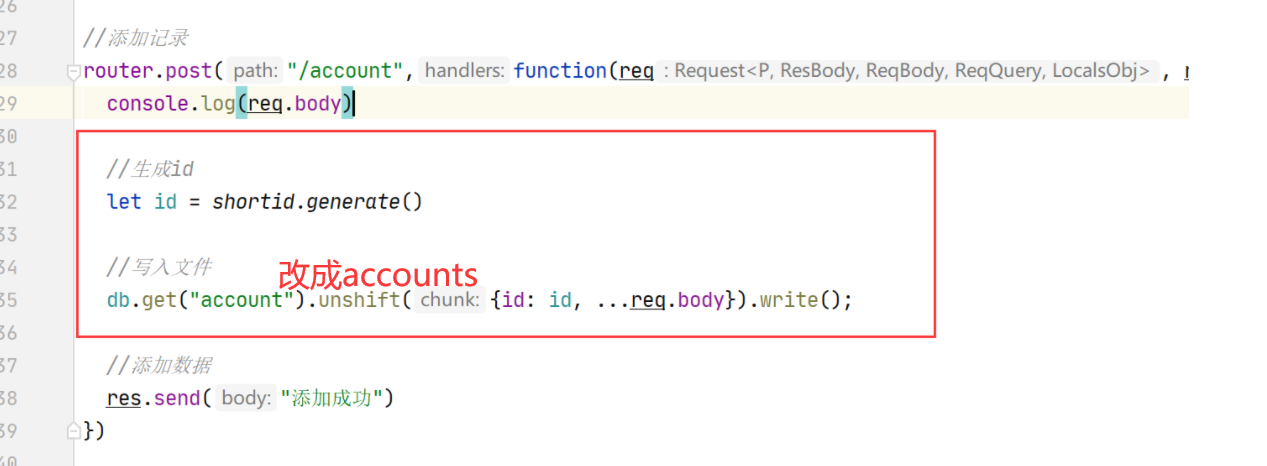 26
27 //添加记录
28 router.post( path: "/account", handlers: function(req : Request<P, ResBody, ReqBody, ReqQuery, LocalsObj> ,
29 console.log(req.body)
30
31 //生成id
32 let id = shortid.generate()
33
34 //写入文件
改成accounts
35 db.get("account").unshift( chunk: {id: id, ...req.body}).write();
36
37 //添加数据
38 res.send( body: "添加成功")
39 })
40